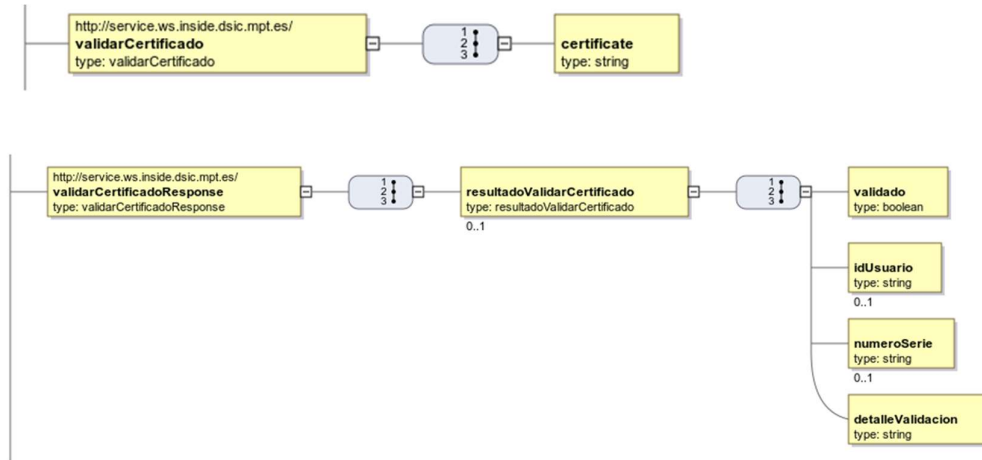 http://service.ws.inside.dsic.mpt.es/
validarCertificado
type: validarCertificado
1
2
3
certificate
type: string
http://service.ws.inside.dsic.mpt.es/
validarCertificadoResponse
type: validarCertificadoResponse
1
2
3
resultadoValidarCertificado
type: resultadoValidarCertificado
0..1
1
2
3
validado
type: boolean
idUsuario
type: string
0..1
numeroSerie
type: string
0..1
detalleValidacion
type: string